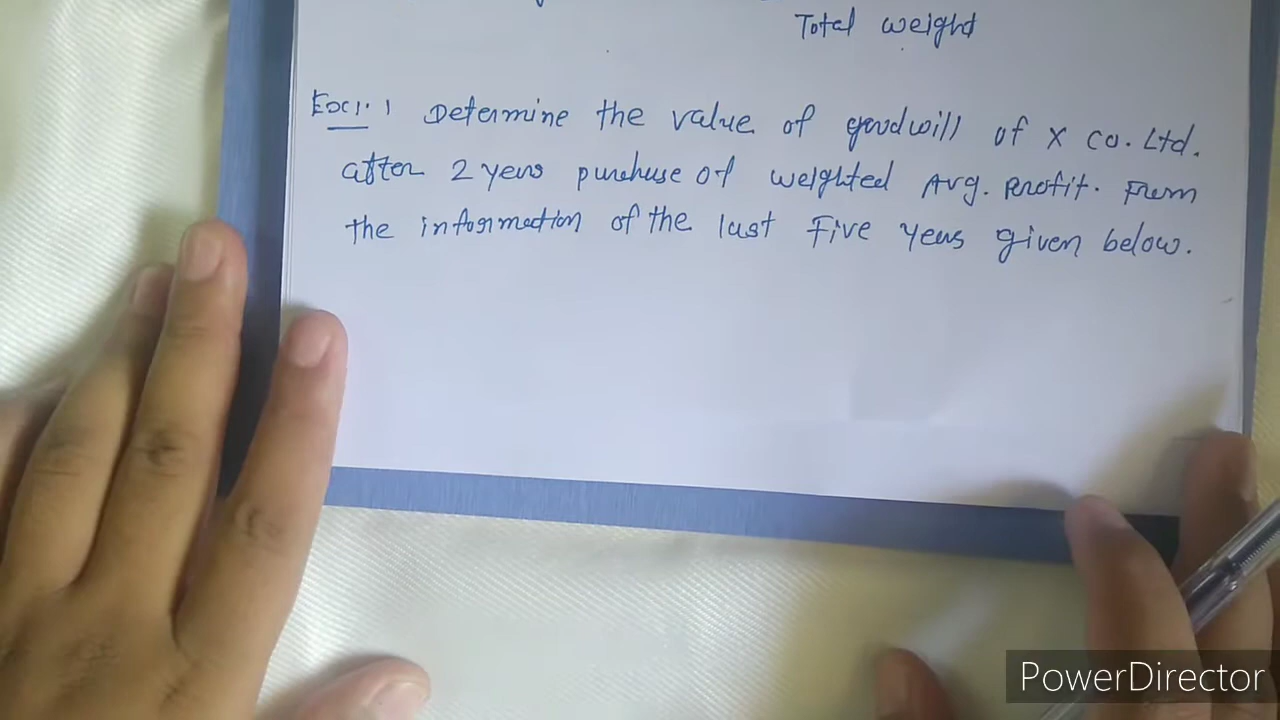 Total weight
Ex. 1 Determine the value of goodwill of X Co. Ltd.
after 2 years purchase of weighted Avg. Profit. From
the information of the last Five years given below.
PowerDirector